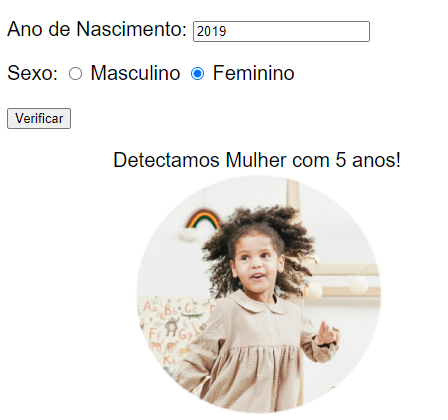 Ano de Nascimento: 2019
Sexo: Masculino Feminino
Verificar
Detectamos Mulher com 5 anos!